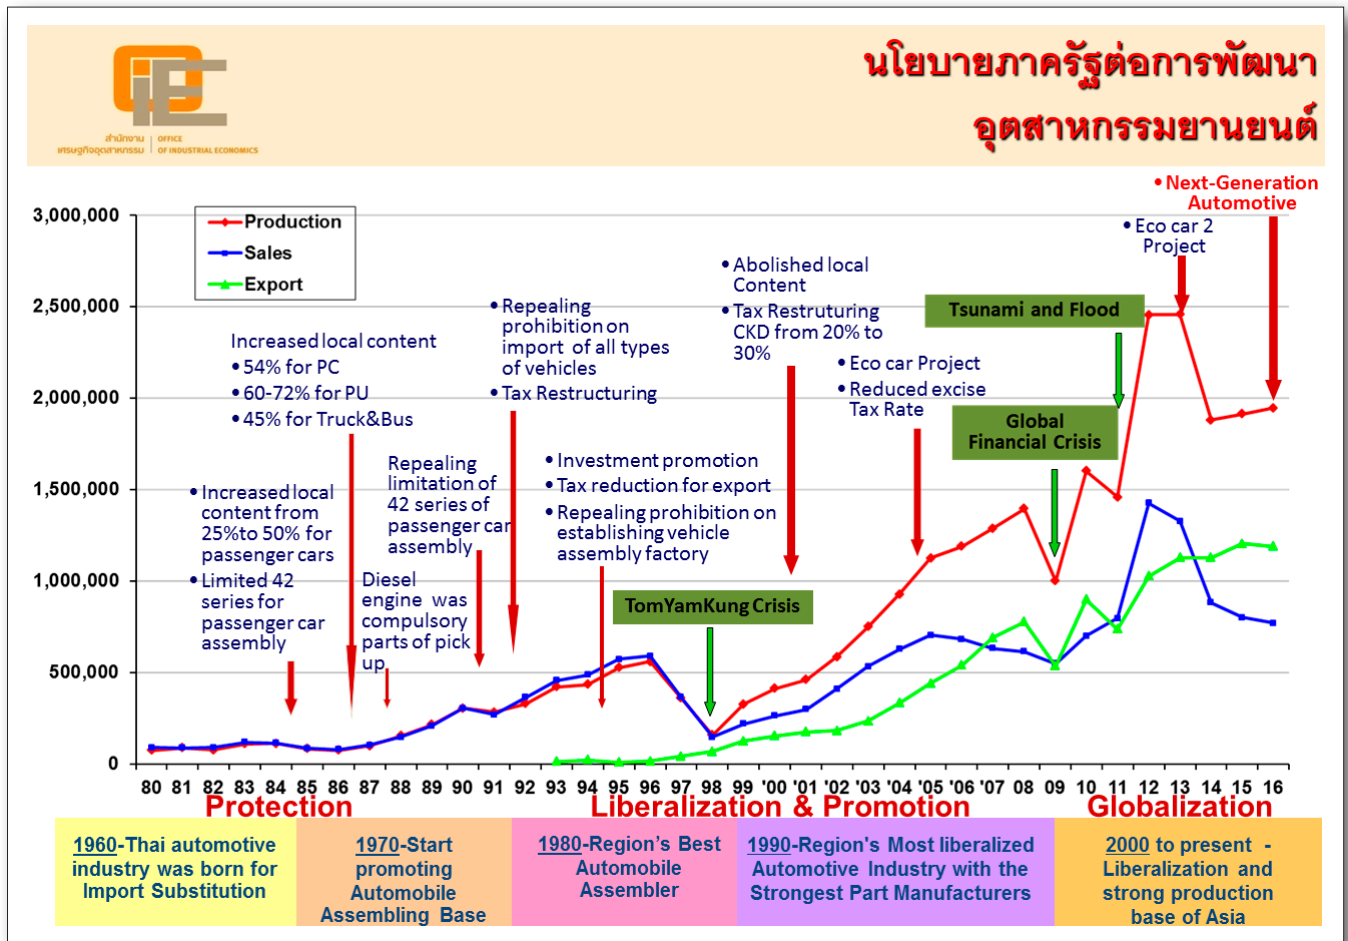 นโยบายภาครัฐต่อการพัฒนา
อุตสาหกรรมยานยนต์
OiE
สำนักงาน
เศรษฐกิจอุตสาหกรรม
OFFICE
OF INDUSTRIAL ECONOMICS
• Next-Generation
Automotive
• Eco car 2
Project
3,000,000
2,500,000
2,000,000
1,500,000
1,000,000
500,000
0
Production
Sales
Export
Increased local content
• 54% for PC
• 60-72% for PU
• 45% for Truck&Bus
• Increased local
content from
25%to 50% for
passenger cars
• Limited 42
series for
passenger car
assembly
Diesel
engine was
compulsory
parts of pick
up
Repealing
limitation of
42 series of
passenger car
assembly
• Repealing
prohibition on
import of all types
of vehicles
• Tax Restructuring
• Investment promotion
• Tax reduction for export
• Repealing prohibition on
establishing vehicle
assembly factory
TomYamKung Crisis
• Abolished local
Content
• Tax Restruturing
CKD from 20% to
30%
• Eco car Project
• Reduced excise
Tax Rate
Global
Financial Crisis
Tsunami and Flood
80 81 82 83 84 85 86 87 88 89 90 91 92 93 94 95 96 97 98 99 '00 '01 '02 '03 '04 '05 '06 '07 08 09 10 11 12 13 14 15 16
Protection
Liberalization & Promotion
Globalization
1960-Thai automotive
industry was born for
Import Substitution
1970-Start
promoting
Automobile
Assembling Base
1980-Region’s Best
Automobile
Assembler
1990-Region's Most liberalized
Automotive Industry with the
Strongest Part Manufacturers
2000 to present -
Liberalization and
strong production
base of Asia